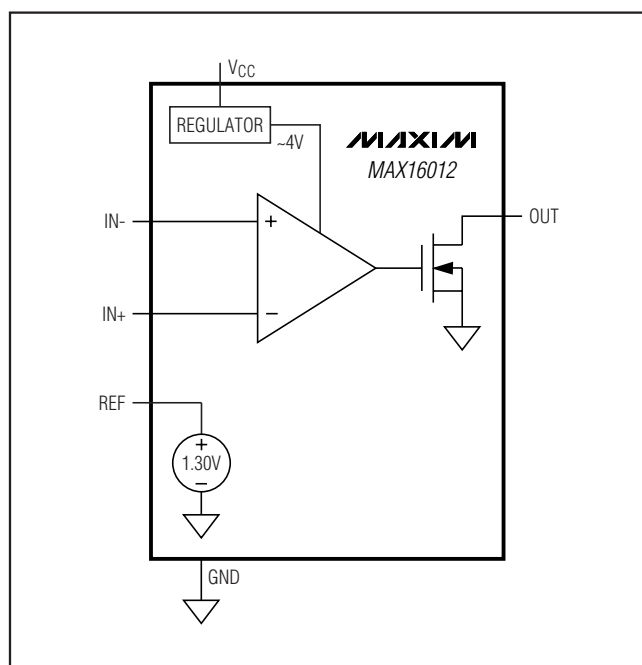 VCC
REGULATOR
~4V
MAXIM
MAX16012
IN-
+
OUT
IN+
−
REF
+
1.30V
−
GND